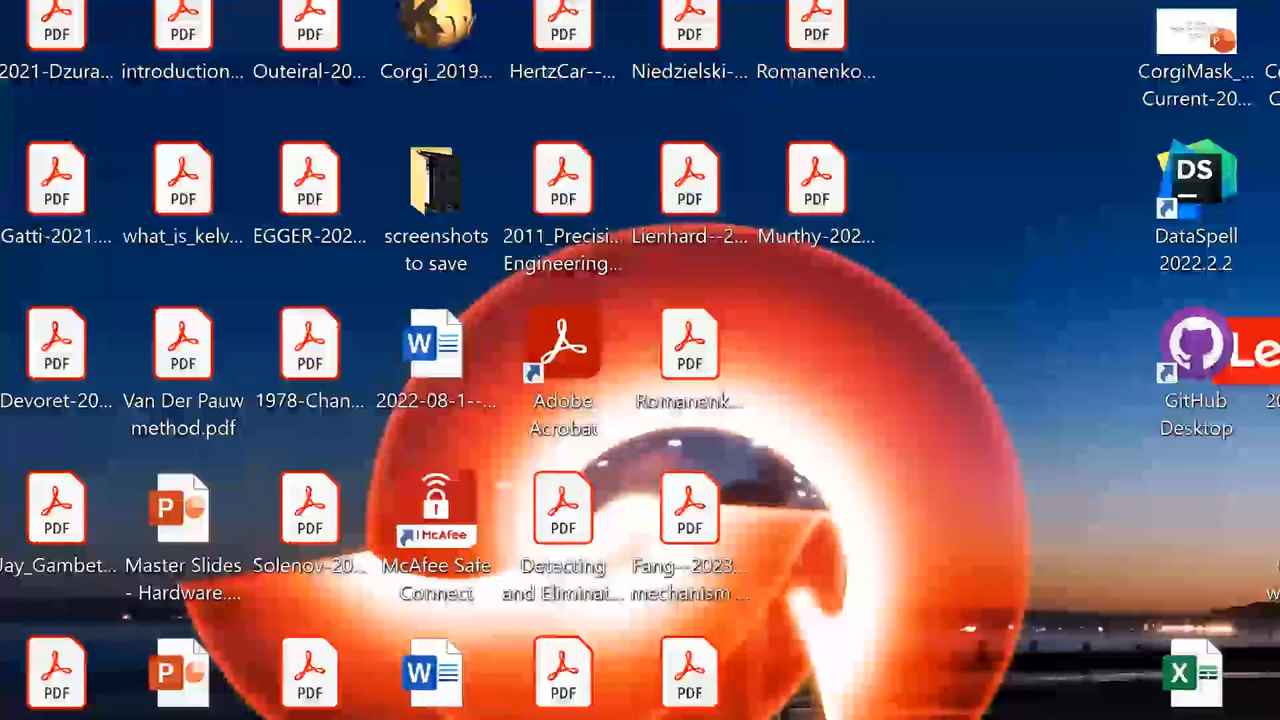 2021-Dzura...
introduction...
Outeiral-20...
Corgi_2019...
HertzCar--...
Niedzielski-...
Romanenko...
CorgiMask_...
Current-20...
PDF
PDF
PDF
PDF
PDF
PDF
Gatti-2021....
what_is_kelv...
EGGER-202...
screenshots
to save
2011_Precisi...
Engineering...
Lienhard--2...
Murthy-202...
DS
DataSpell
2022.2.2
PDF
PDF
PDF
PDF
PDF
PDF
Devoret-20...
Van Der Pauw
method.pdf
1978-Chan...
W
2022-08-1--...
Adobe
Acrobat
Romanenk...
GitHub
Desktop
Le
PDF
PDF
PDF
PDF
Jay_Gambet...
P
Master Slides
- Hardware....
Solenov-20...
McAfee
McAfee Safe
Connect
Detecting
and Eliminat...
Fang--2023...
mechanism ...
PDF
PDF
PDF
PDF
PDF
P
PDF
W
PDF
PDF
X